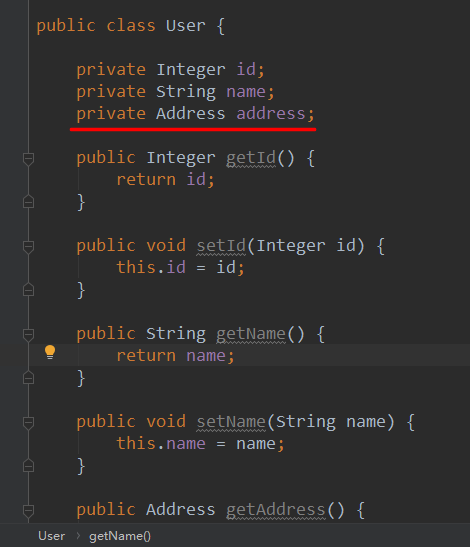 public class User {
private Integer id;
private String name;
private Address address;
public Integer getId() {
return id;
}
public void setId(Integer id) {
this.id = id;
}
public String getName() {
return name;
}
public void setName(String name) {
this.name = name;
}
public Address getAddress() {
User › getName()